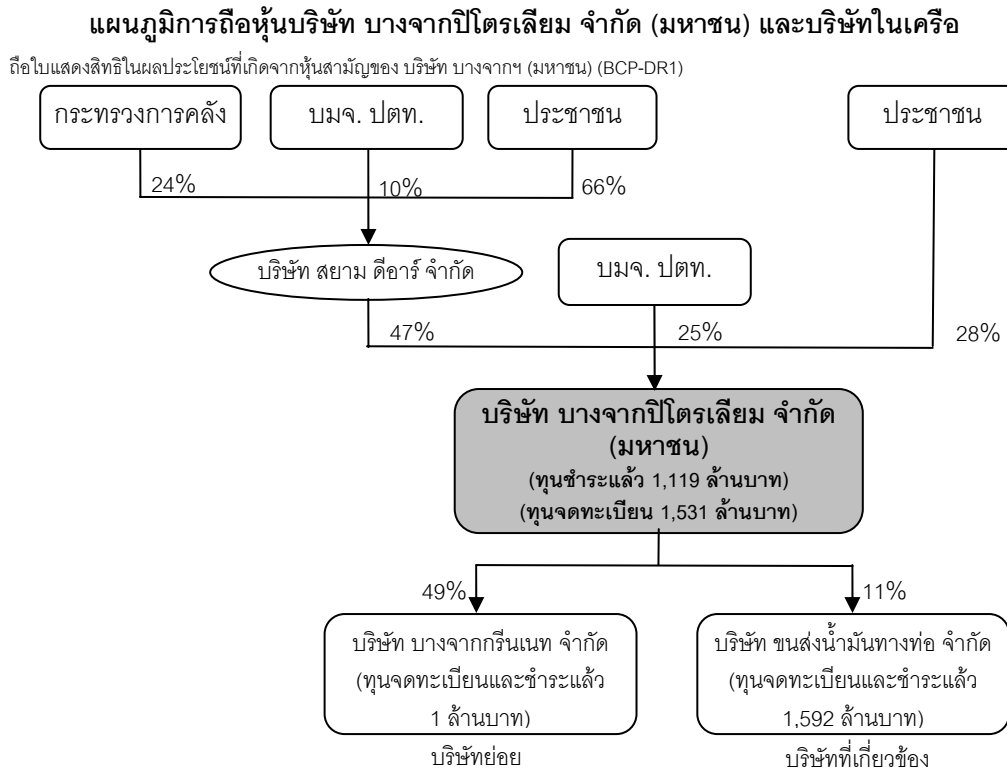 แผนภูมิการถือหุ้นบริษัท บางจากปิโตรเลียม จำกัด (มหาชน) และบริษัทในเครือ
ถือใบแสดงสิทธิในผลประโยชน์ที่เกิดจากหุ้นสามัญของ บริษัท บางจากฯ (มหาชน) (BCP-DR1)
กระทรวงการคลัง
บมจ. ปตท.
ประชาชน
ประชาชน
24%
10%
66%
บริษัท สยาม ดีอาร์ จำกัด
บมจ. ปตท.
47%
25%
28%
บริษัท บางจากปิโตรเลียม จำกัด
(มหาชน)
(ทุนชำระแล้ว 1,119 ล้านบาท)
(ทุนจดทะเบียน 1,531 ล้านบาท)
49%
11%
บริษัท บางจากกรีนเนท จำกัด
(ทุนจดทะเบียนและชำระแล้ว
1 ล้านบาท)
บริษัทย่อย
บริษัท ขนส่งน้ำมันทางท่อ จำกัด
(ทุนจดทะเบียนและชำระแล้ว
1,592 ล้านบาท)
บริษัทที่เกี่ยวข้อง